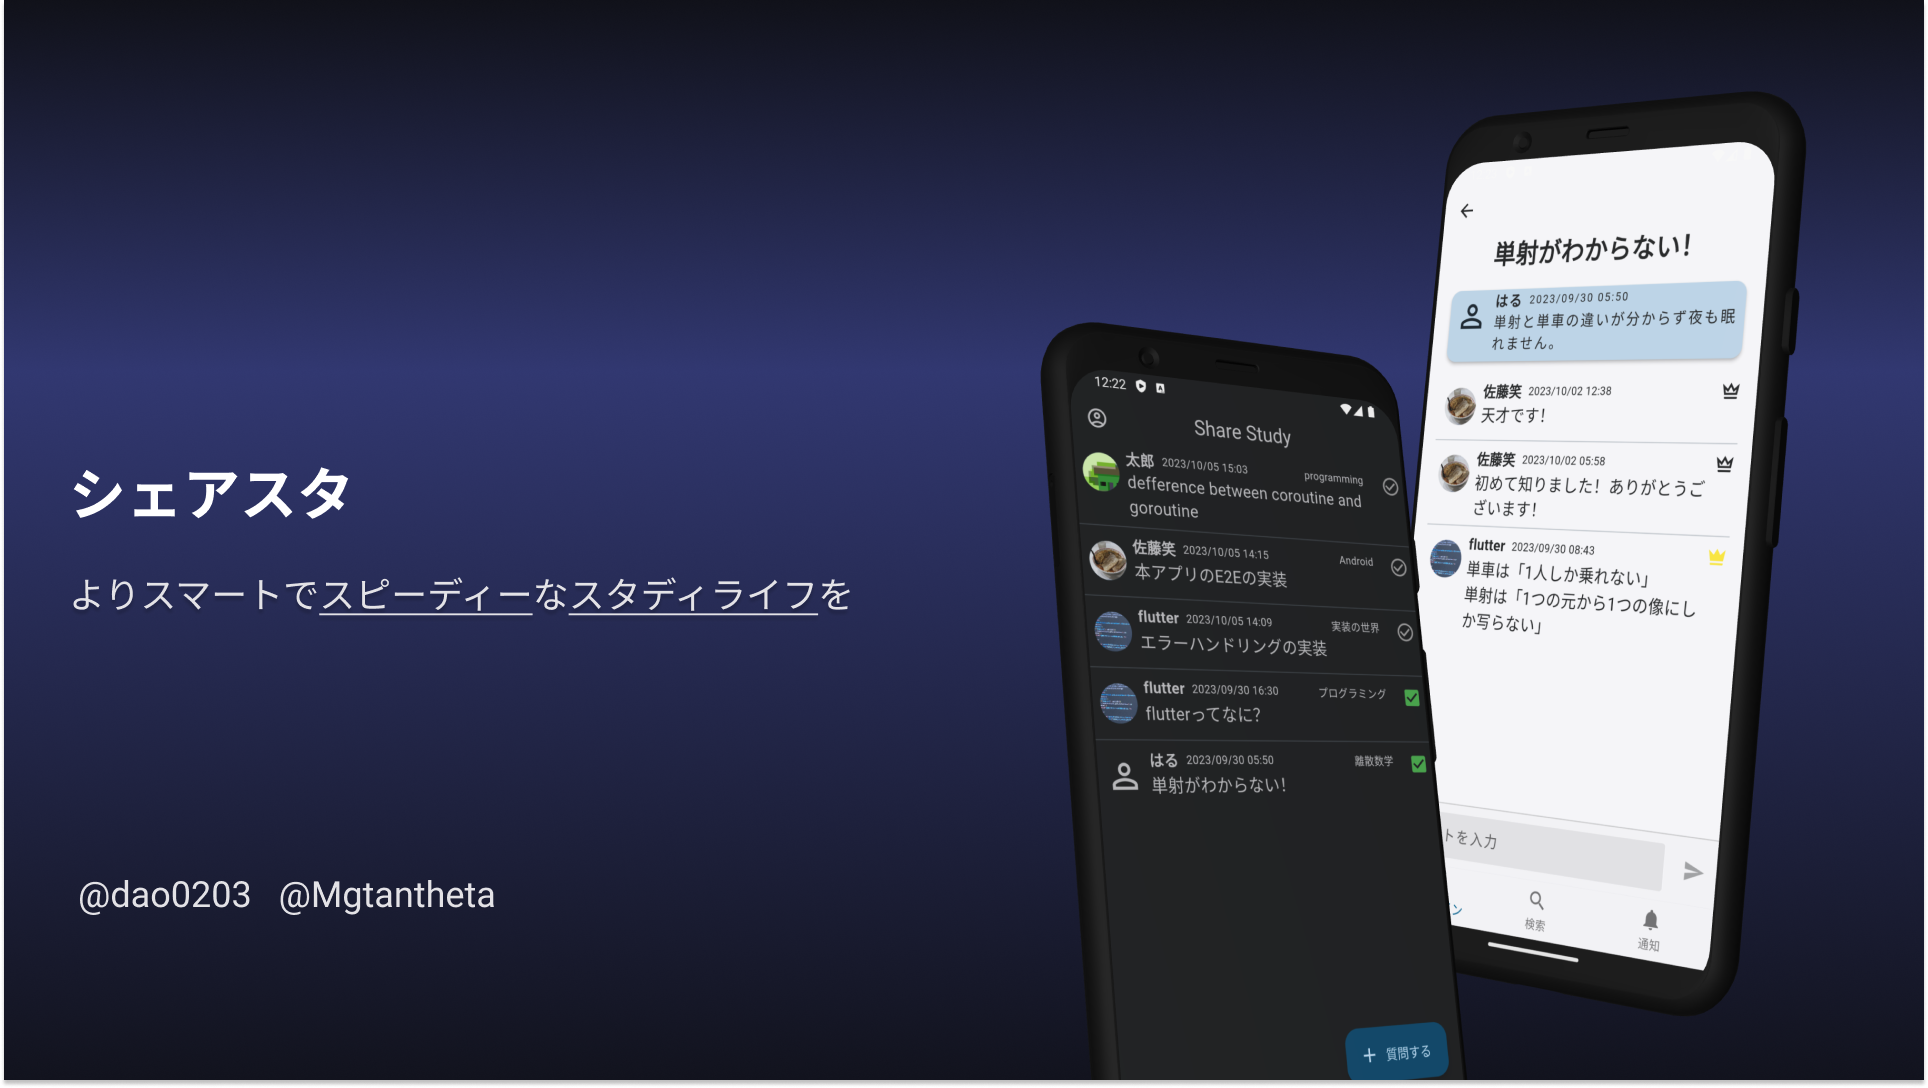 シェアスタ
よりスマートでスピーディーなスタディライフを
@dao0203 @Mgtantheta
12:22
Share Study
太郎 2023/10/05 15:03 programming
defference between coroutine and
goroutine
佐藤笑 2023/10/05 14:15 Android
本アプリのE2Eの実装
flutter 2023/10/05 14:09 実装の世界
エラーハンドリングの実装
flutter 2023/09/30 16:30 プログラミング
flutterってなに?
はる 2023/09/30 05:50 離散数学
単射がわからない!
+ 質問する
単射がわからない!
はる 2023/09/30 05:50
単射と単車の違いが分からず夜も眠
れません。
佐藤笑 2023/10/02 12:38
天才です!
佐藤笑 2023/10/02 05:58
初めて知りました! ありがとうご
ざいます!
flutter 2023/09/30 08:43
単車は「1人しか乗れない」
単射は「1つの元から1つの像にし
か写らない」
トを入力
ン
検索
通知